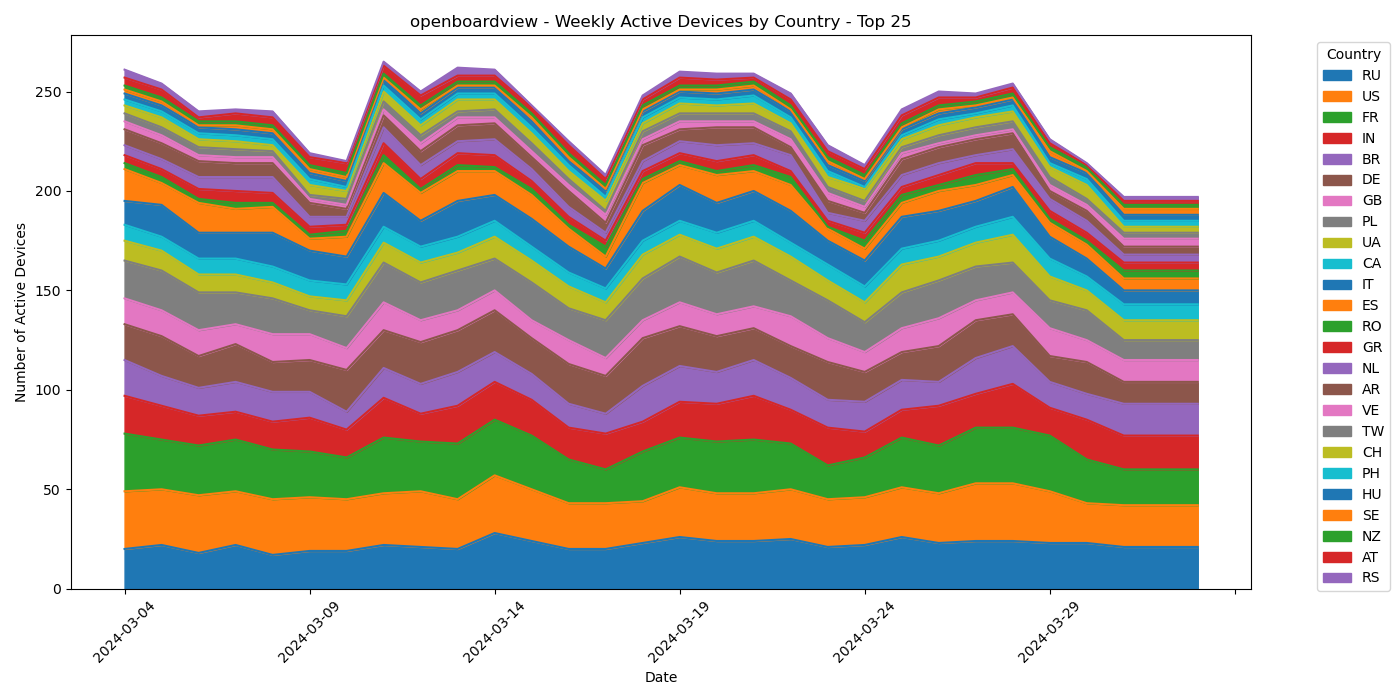 openboardview - Weekly Active Devices by Country - Top 25
Number of Active Devices
250
200
150
100
50
0
2024-03-04
2024-03-09
2024-03-14
2024-03-19
2024-03-24
2024-03-29
Date
Country
RU
US
FR
IN
BR
DE
GB
PL
UA
CA
IT
ES
RO
GR
NL
AR
VE
TW
CH
PH
HU
SE
NZ
AT
RS